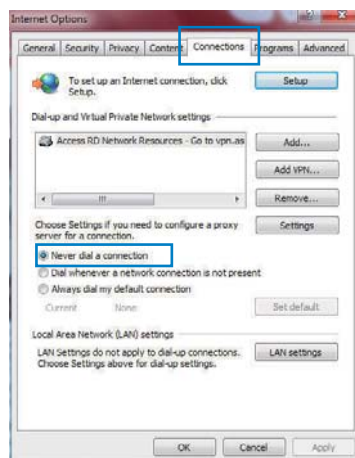 Internet Options
General Security Privacy Content Connections Programs Advanced
To set up an Internet connection, click Setup.
Setup
Dial-up and Virtual Private Network settings
Access RD Network Resources - Go to vpn.as
Add...
Add VPN...
Remove...
Choose Settings if you need to configure a proxy
server for a connection.
Settings
Never dial a connection
Dial whenever a network connection is not present
Always dial my default connection
Current None
Set default
Local Area Network (LAN) settings
LAN Settings do not apply to dial-up connections.
Choose Settings above for dial-up settings.
LAN settings
OK Cancel Apply